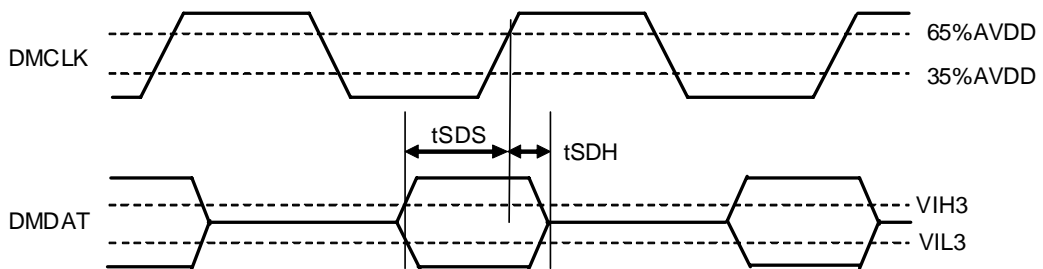 65%AVDD
DMCLK
35%AVDD
tSDS
tSDH
VIH3
DMDAT
VIL3